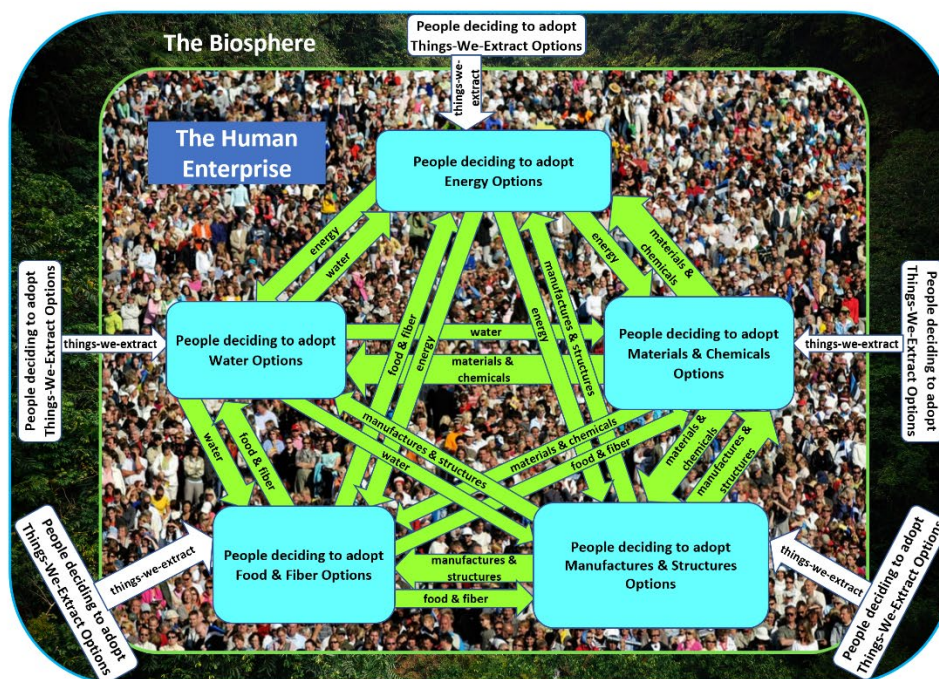 People deciding to adopt
Things-We-Extract Options
The Biosphere
things-we-
extract
The Human
Enterprise
People deciding to adopt
Energy Options
energy
water
food & fiber
energy
manufactures & structures
energy
energy
materials &
chemicals
People deciding to adopt
Things-We-Extract Options
things-we-extract
People deciding to adopt
Water Options
water
materials &
chemicals
People deciding to adopt
Materials & Chemicals
Options
things-we-extract
People deciding to adopt
Things-We-Extract Options
water
food & fiber
manufactures & structures
water
materials & chemicals
food & fiber
materials &
chemicals
manufactures &
structures
People deciding to adopt
Things-We-Extract Options
things-we-extract
People deciding to adopt
Food & Fiber Options
manufactures &
structures
food & fiber
People deciding to adopt
Manufactures & Structures
Options
things-we-extract
People deciding to adopt
Things-We-Extract Options